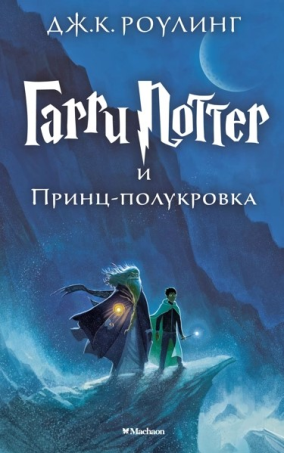 ДЖ.К. РОУЛИНГ
Гарри Поттер
и
Принц-полукровка
Machaon